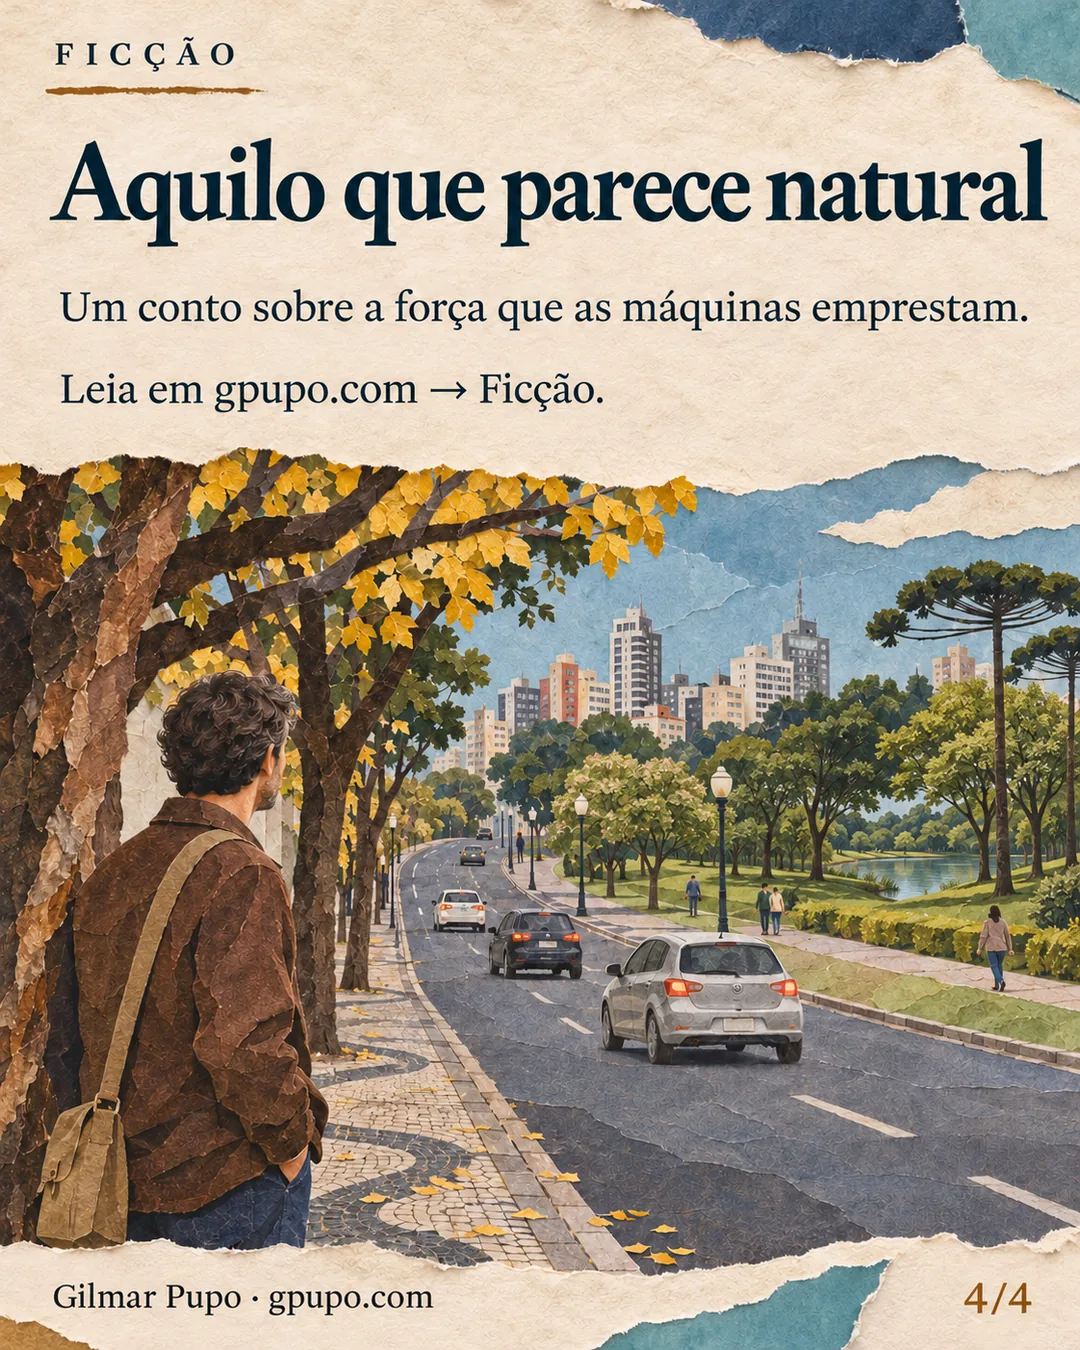 FICÇÃO
Aquilo que parece natural
Um conto sobre a força que as máquinas emprestam.
Leia em gpupo.com → Ficção.
Gilmar Pupo · gpupo.com
4/4